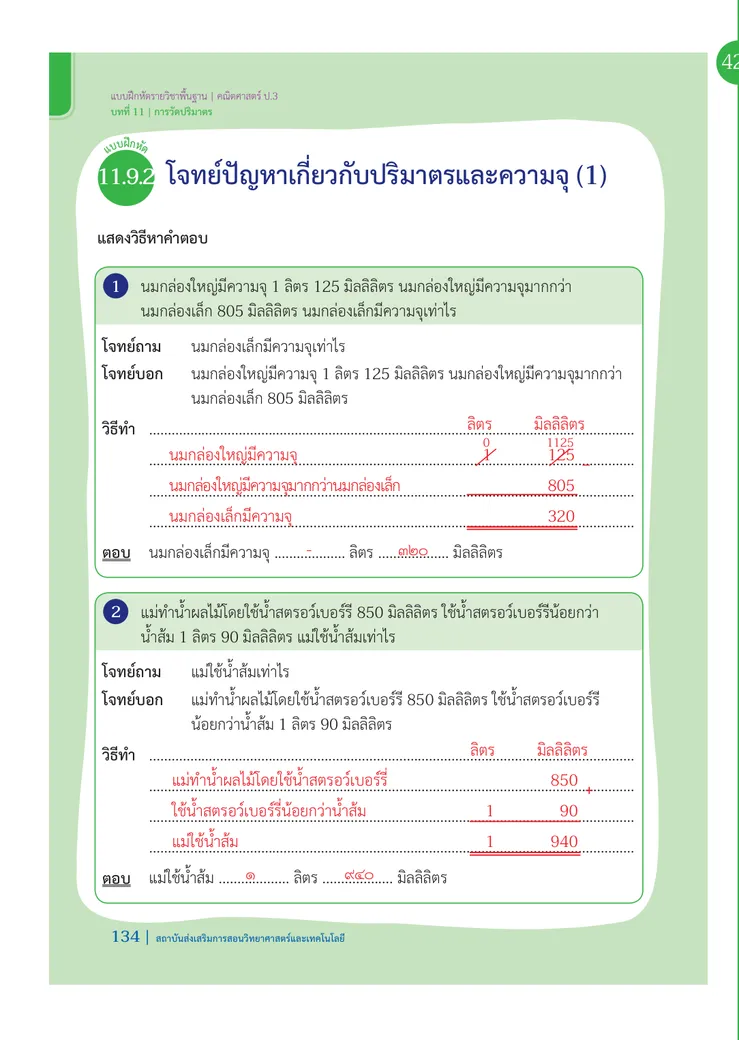 42
แบบฝึกหัดรายวิชาพื้นฐาน | คณิตศาสตร์ ป.3
บทที่ 11 | การวัดปริมาตร
แบบฝึกหัด
11.9.2 โจทย์ปัญหาเกี่ยวกับปริมาตรและความจุ (1)
แสดงวิธีหาคำตอบ
1 นมกล่องใหญ่มีความจุ 1 ลิตร 125 มิลลิลิตร นมกล่องใหญ่มีความจุมากกว่า
นมกล่องเล็ก 805 มิลลิลิตร นมกล่องเล็กมีความจุเท่าไร
โจทย์ถาม นมกล่องเล็กมีความจุเท่าไร
โจทย์บอก นมกล่องใหญ่มีความจุ 1 ลิตร 125 มิลลิลิตร นมกล่องใหญ่มีความจุมากกว่า
นมกล่องเล็ก 805 มิลลิลิตร
วิธีทำ ลิตร มิลลิลิตร
0 1125
นมกล่องใหญ่มีความจุ 1 125 -
นมกล่องใหญ่มีความจุมากกว่านมกล่องเล็ก 805
นมกล่องเล็กมีความจุ 320
ตอบ นมกล่องเล็กมีความจุ ......-...... ลิตร ......๓๒๐...... มิลลิลิตร
2 แม่ทำน้ำผลไม้โดยใช้น้ำสตรอว์เบอร์รี 850 มิลลิลิตร ใช้น้ำสตรอว์เบอร์รีน้อยกว่า
น้ำส้ม 1 ลิตร 90 มิลลิลิตร แม่ใช้น้ำส้มเท่าไร
โจทย์ถาม แม่ใช้น้ำส้มเท่าไร
โจทย์บอก แม่ทำน้ำผลไม้โดยใช้น้ำสตรอว์เบอร์รี 850 มิลลิลิตร ใช้น้ำสตรอว์เบอร์รี
น้อยกว่าน้ำส้ม 1 ลิตร 90 มิลลิลิตร
วิธีทำ ลิตร มิลลิลิตร
แม่ทำน้ำผลไม้โดยใช้น้ำสตรอว์เบอร์รี่ 850 +
ใช้น้ำสตรอว์เบอร์รี่น้อยกว่าน้ำส้ม 1 90
แม่ใช้น้ำส้ม 1 940
ตอบ แม่ใช้น้ำส้ม ......๑...... ลิตร ......๙๔๐...... มิลลิลิตร
134 | สถาบันส่งเสริมการสอนวิทยาศาสตร์และเทคโนโลยี